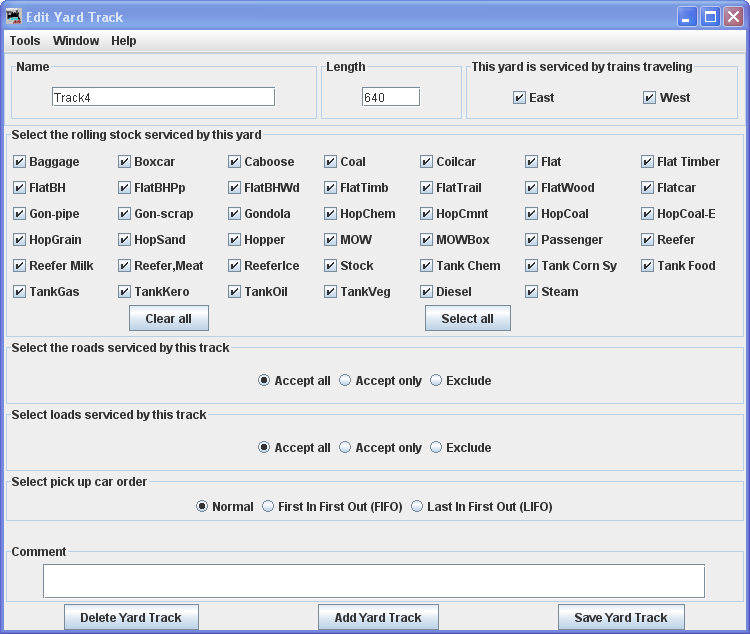 Edit Yard Track
Tools Window Help
Name Length This yard is serviced by trains traveling
Track4 640 East West
Select the rolling stock serviced by this yard
Baggage Boxcar Caboose Coal Coilcar Flat Flat Timber
FlatBH FlatBHPp FlatBHWd FlatTimb FlatTrail FlatWood Flatcar
Gon-pipe Gon-scrap Gondola HopChem HopCmnt HopCoal HopCoal-E
HopGrain HopSand Hopper MOW MOWBox Passenger Reefer
Reefer Milk Reefer,Meat ReeferIce Stock Tank Chem Tank Corn Sy Tank Food
TankGas TankKero TankOil TankVeg Diesel Steam
Clear all Select all
Select the roads serviced by this track
Accept all Accept only Exclude
Select loads serviced by this track
Accept all Accept only Exclude
Select pick up car order
Normal First In First Out (FIFO) Last In First Out (LIFO)
Comment
Delete Yard Track Add Yard Track Save Yard Track